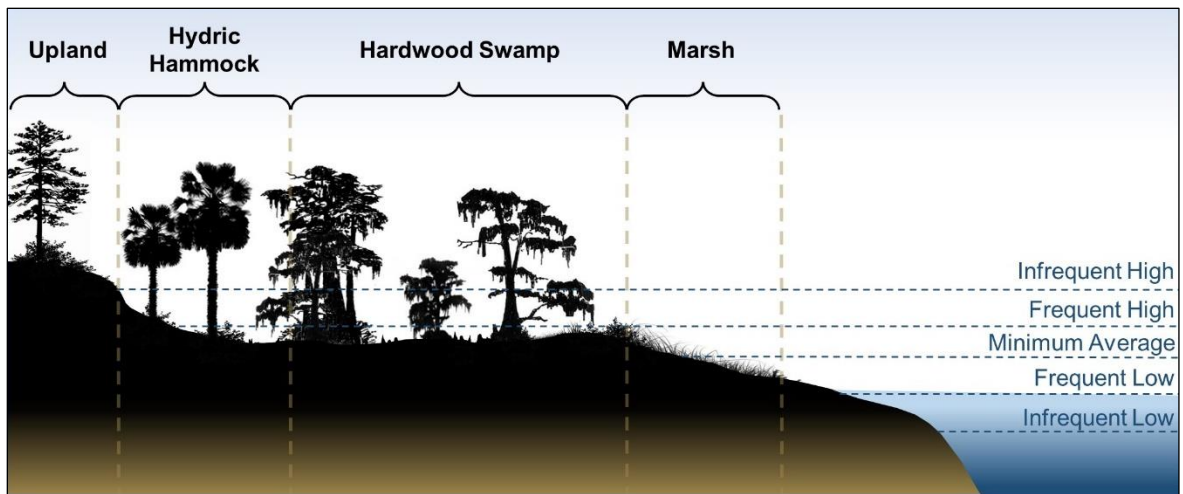 Upland
Hydric
Hammock
Hardwood Swamp
Marsh
Infrequent High
Frequent High
Minimum Average
Frequent Low
Infrequent Low